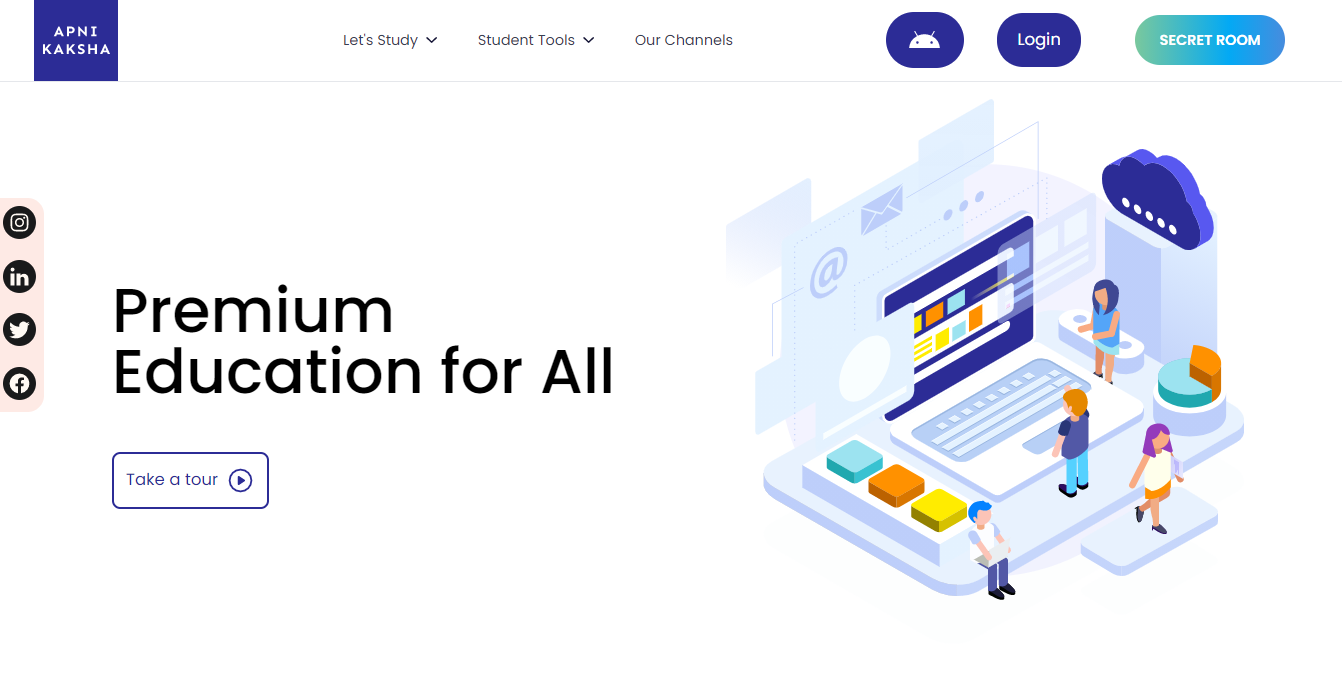 APNI
KAKSHA
Let's Study
Student Tools
Our Channels
Login
SECRET ROOM
@
Premium
Education for All
Take a tour